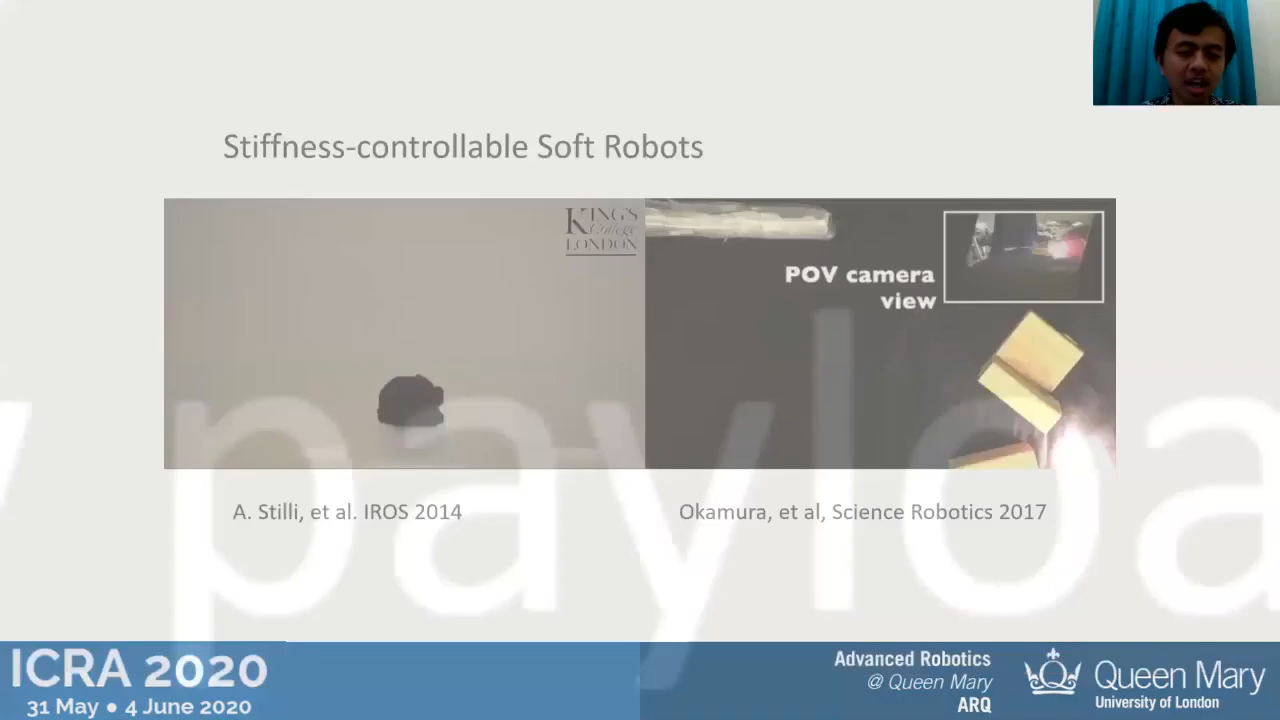 Stiffness-controllable Soft Robots
KING'S
College
LONDON
POV camera
view
y payloa
A. Stilli, et al. IROS 2014
Okamura, et al, Science Robotics 2017
ICRA 2020
31 May ● 4 June 2020
Advanced Robotics
@ Queen Mary
ARQ
Queen Mary
University of London